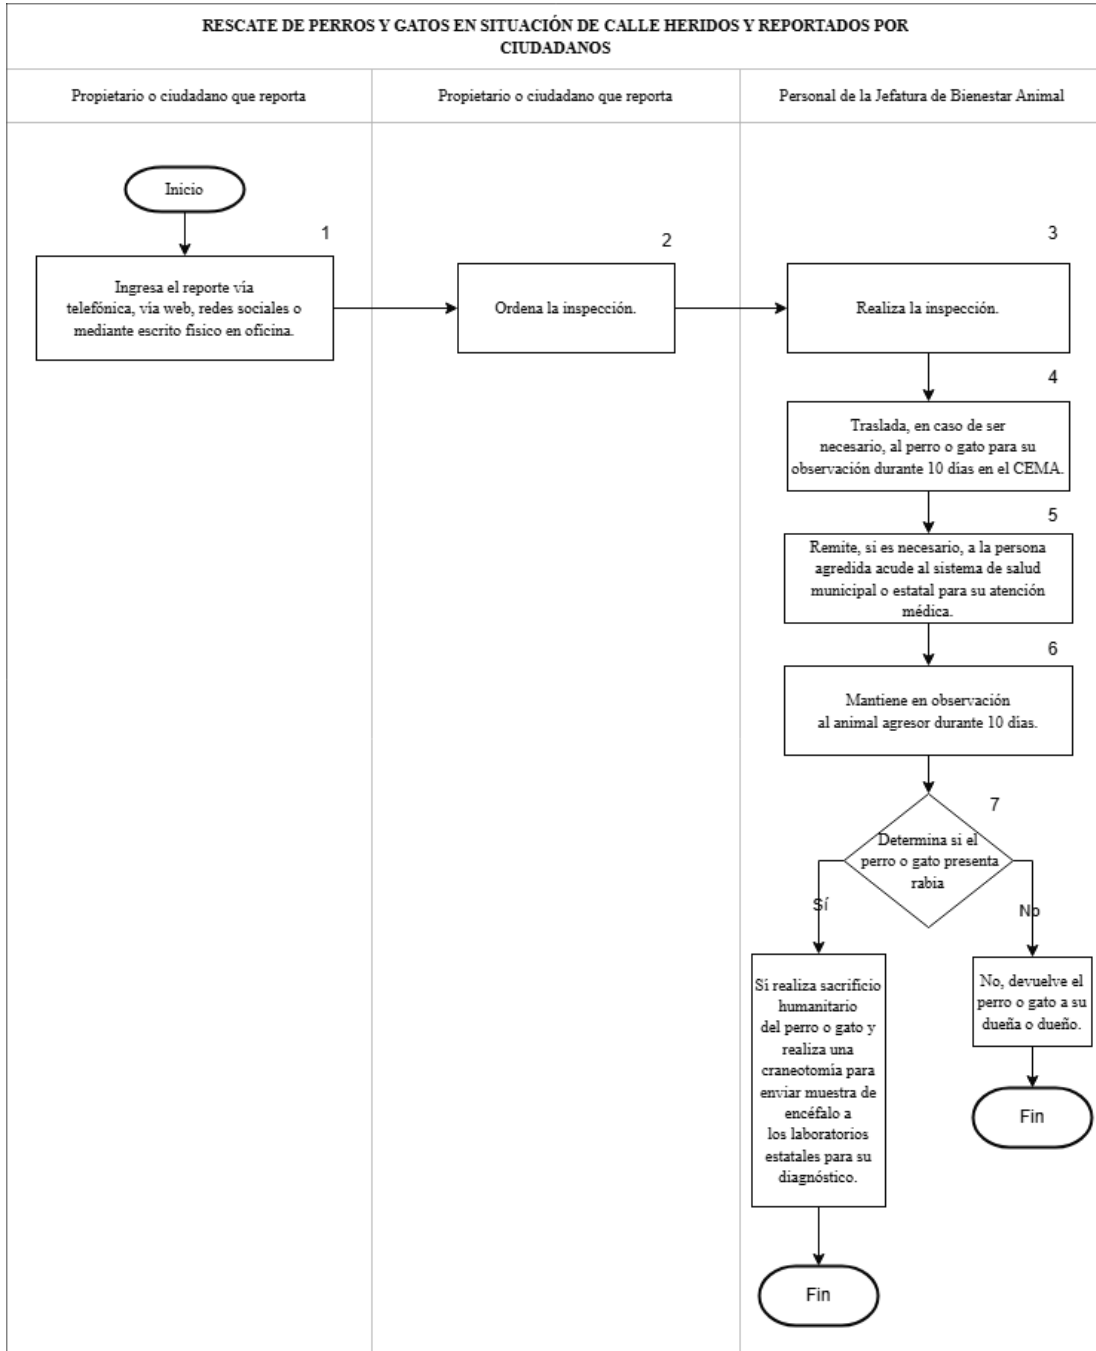 RESCATE DE PERROS Y GATOS EN SITUACIÓN DE CALLE HERIDOS Y REPORTADOS POR
CIUDADANOS
Propietario o ciudadano que reporta
Propietario o ciudadano que reporta
Personal de la Jefatura de Bienestar Animal
Inicio
1
Ingresa el reporte vía
telefónica, vía web, redes sociales o
mediante escrito físico en oficina.
2
Ordena la inspección.
3
Realiza la inspección.
4
Traslada, en caso de ser
necesario, al perro o gato para su
observación durante 10 días en el CEMA.
5
Remite, si es necesario, a la persona
agredida acude al sistema de salud
municipal o estatal para su atención
médica.
6
Mantiene en observación
al animal agresor durante 10 días.
7
Determina si el
perro o gato presenta
rabia
Sí
No
Sí realiza sacrificio
humanitario
del perro o gato y
realiza una
craneotomía para
enviar muestra de
encéfalo a
los laboratorios
estatales para su
diagnóstico.
No, devuelve el
perro o gato a su
dueña o dueño.
Fin
Fin